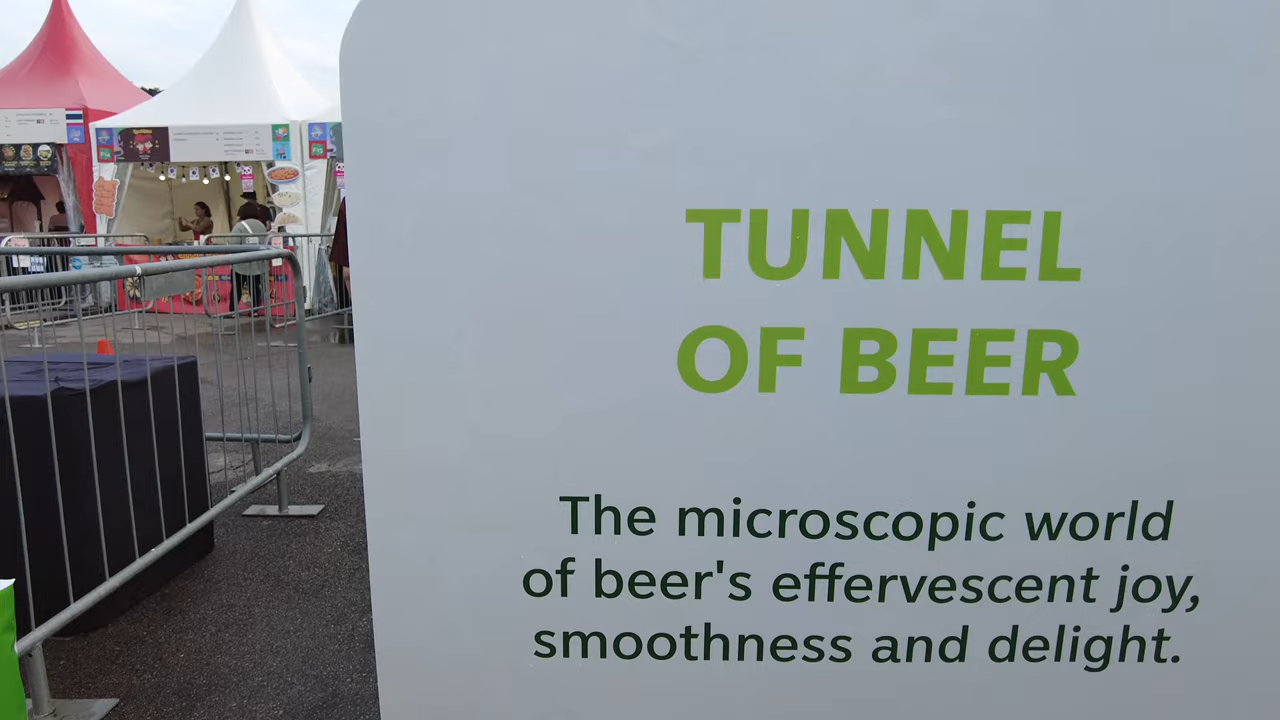 TUNNEL
OF BEER
The microscopic world
of beer's effervescent joy,
smoothness and delight.